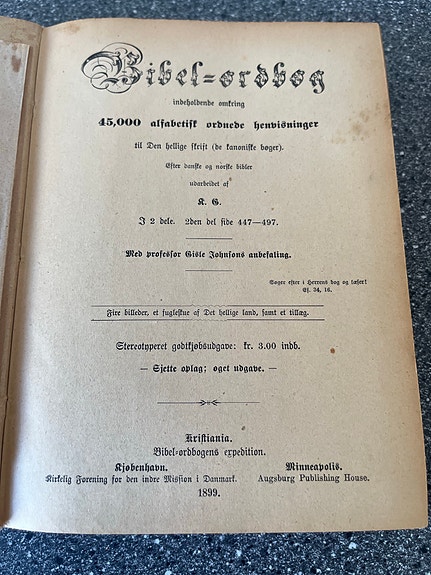 Bibel=ordbog
indeholdende omkring
45,000 alfabetisk ordnede henvisninger
til Den hellige skrift (de kanoniske bøger).
Efter danske og norske bibler
udarbeidet af
K. G.
I 2 dele. 2den del side 447—497.
Med professor Gisle Johnsons anbefaling.
Søger efter i Herrens bog og læser!
Es. 34, 16.
Fire billeder, et fugleskue af Det hellige land, samt et tillæg.
Stereotyperet godtkjøbsudgave: kr. 3.00 indb.
— Sjette oplag; øget udgave. —
Kristiania.
Bibel-ordbogens expedition.
Kjøbenhavn.
Kirkelig Forening for den indre Mission i Danmark.
Minneapolis.
Augsburg Publishing House.
1899.